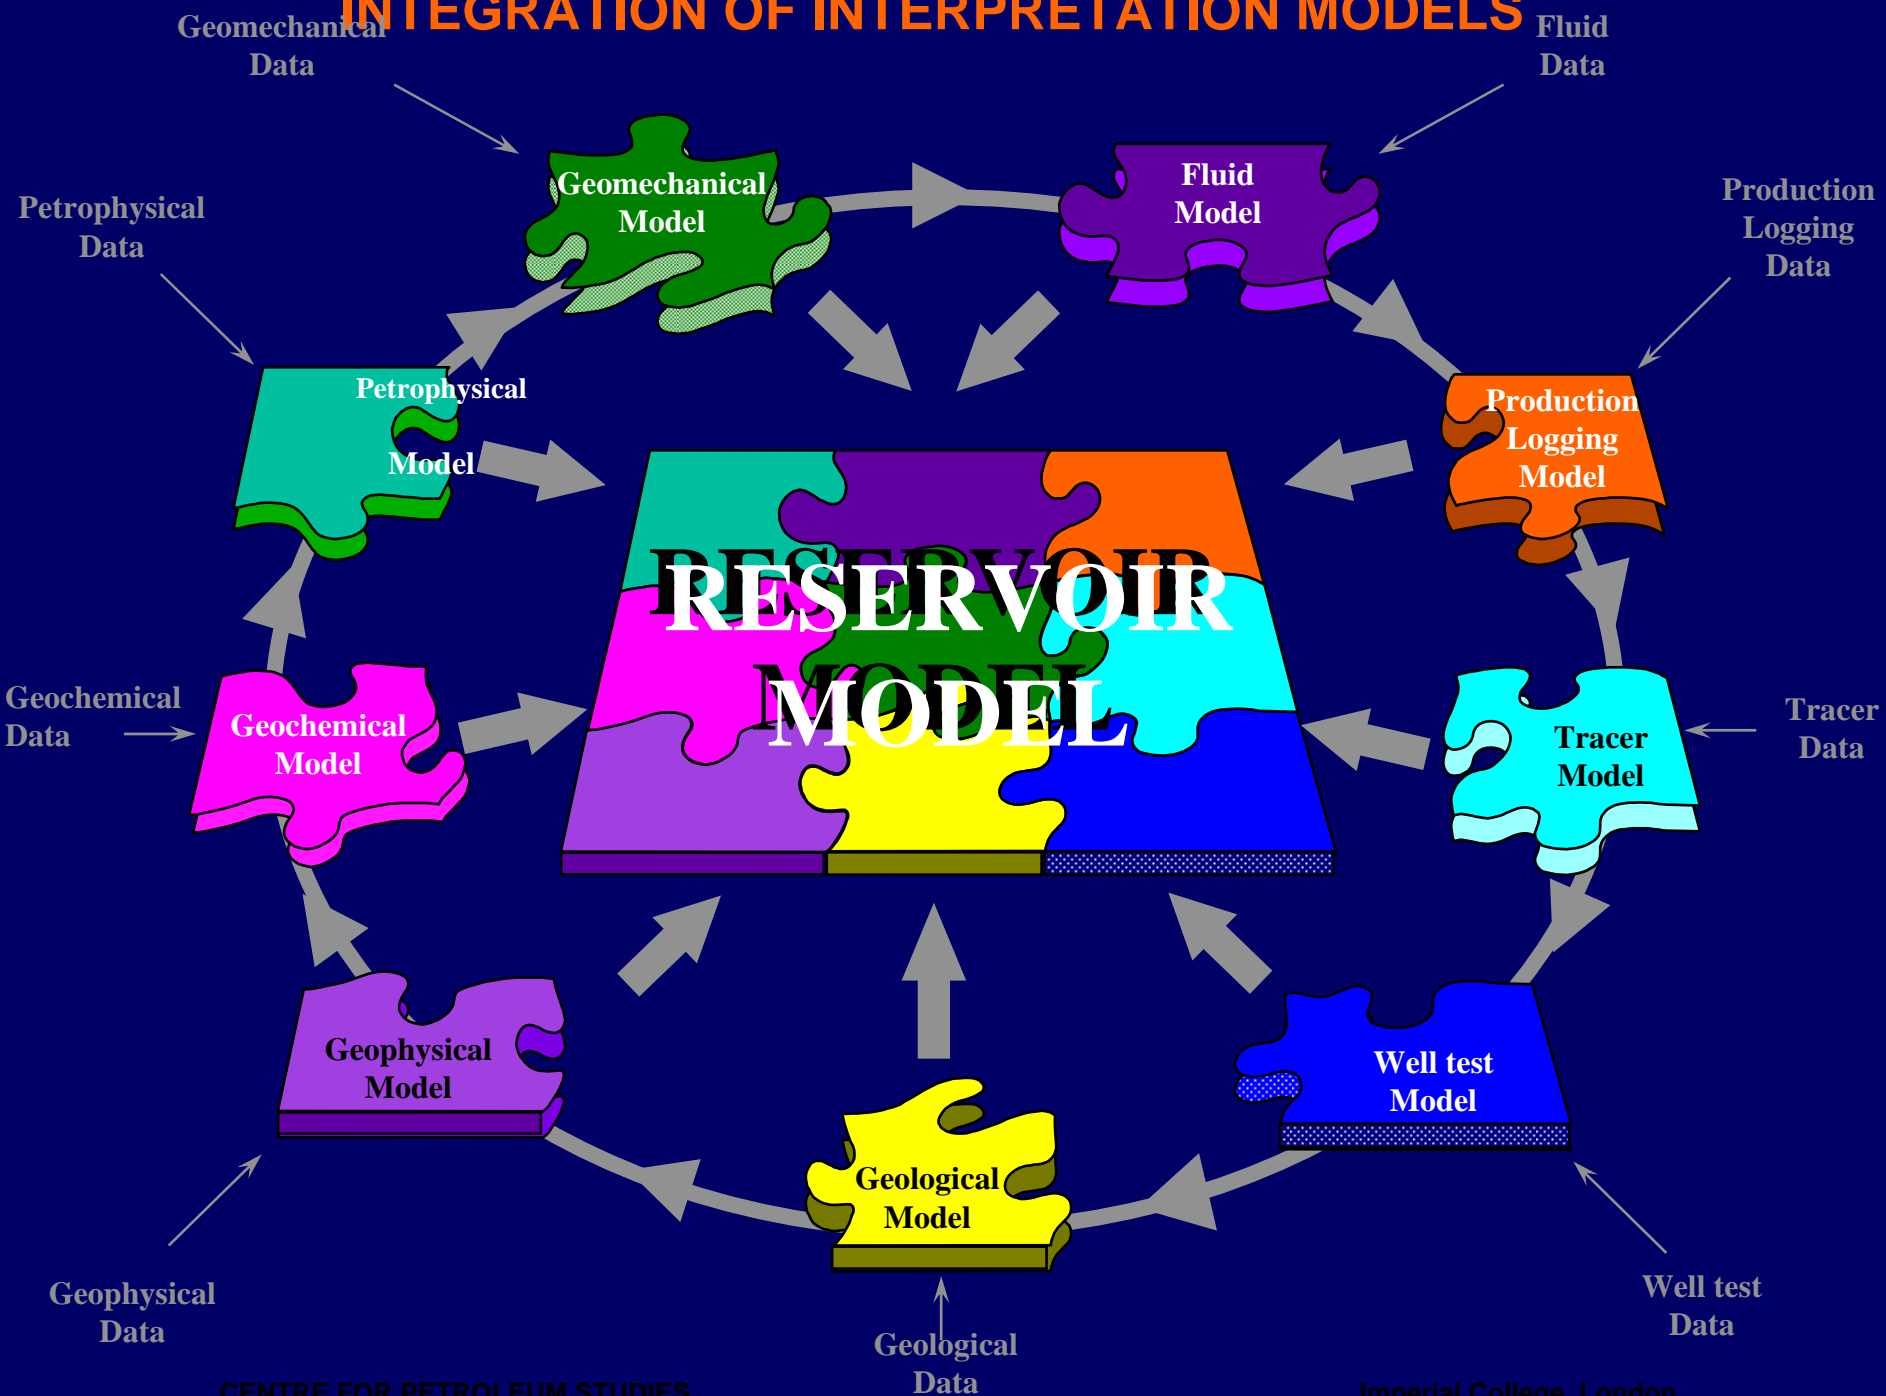 INTEGRATION OF INTERPRETATION MODELS
Geomechanical
Data
Fluid
Data
Petrophysical
Data
Geomechanical
Model
Fluid
Model
Production
Logging
Data
Petrophysical
Model
Production
Logging
Model
RESERVOIR
MODEL
Geochemical
Data
Geochemical
Model
Tracer
Model
Tracer
Data
Geophysical
Model
Well test
Model
Geological
Model
Geophysical
Data
Well test
Data
Geological
Data
CENTRE FOR PETROLEUM STUDIES
Imperial College, London